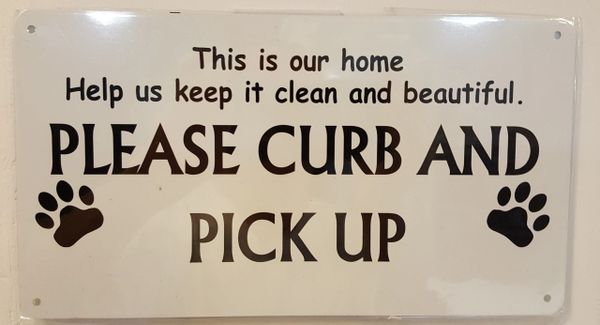 This is our home
Help us keep it clean and beautiful.
PLEASE CURB AND
PICK UP